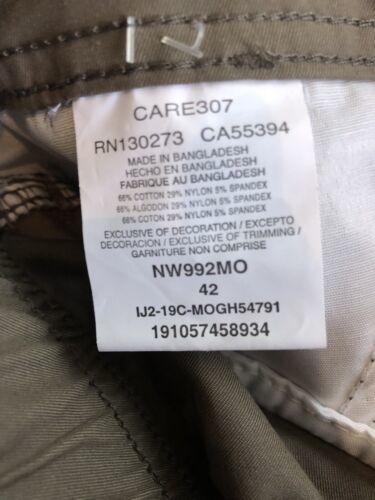 CARE307
RN130273 CA55394
MADE IN BANGLADESH
HECHO EN BANGLADESH
FABRIQUE AU BANGLADESH
66% COTTON 29% NYLON 5% SPANDEX
66% ALGODON 29% NYLON 5% SPANDEX
66% COTON 29% NYLON 5% SPANDEX
EXCLUSIVE OF DECORATION / EXCEPTO
DECORACION / EXCLUSIVE OF TRIMMING /
GARNITURE NON COMPRISE
NW992MO
42
IJ2-19C-MOGH54791
191057458934